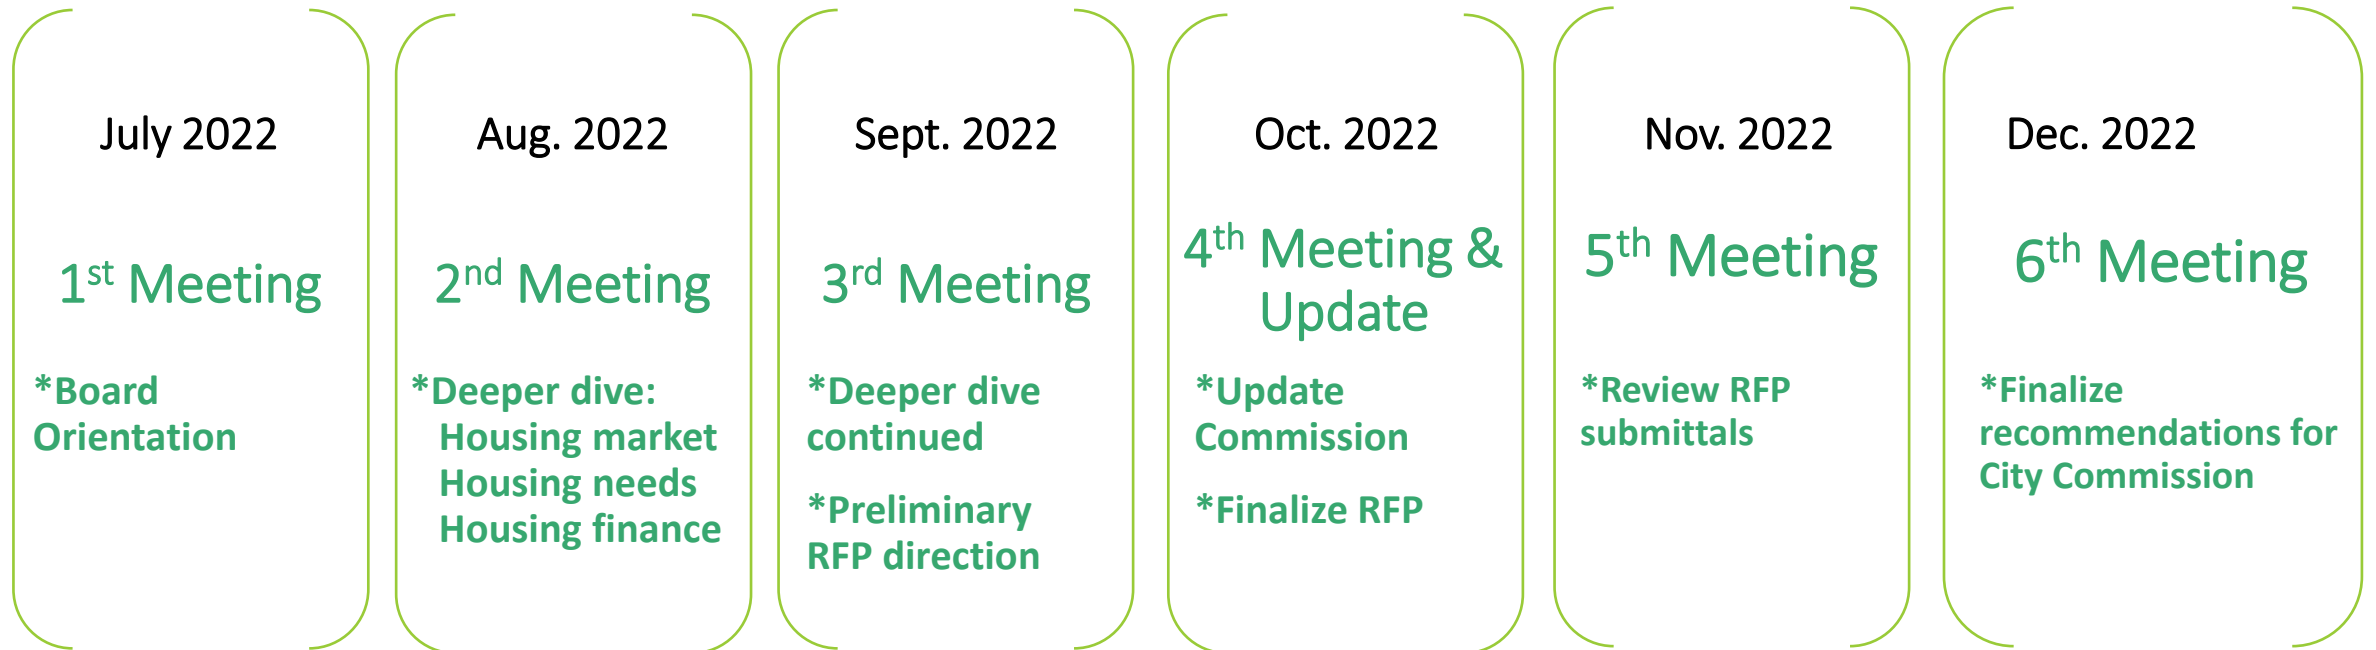 July 2022
1st Meeting
*Board
Orientation
Aug. 2022
2nd Meeting
*Deeper dive:
Housing market
Housing needs
Housing finance
Sept. 2022
3rd Meeting
*Deeper dive
continued
*Preliminary
RFP direction
Oct. 2022
4th Meeting &
Update
*Update
Commission
*Finalize RFP
Nov. 2022
5th Meeting
*Review RFP
submittals
Dec. 2022
6th Meeting
*Finalize
recommendations for
City Commission